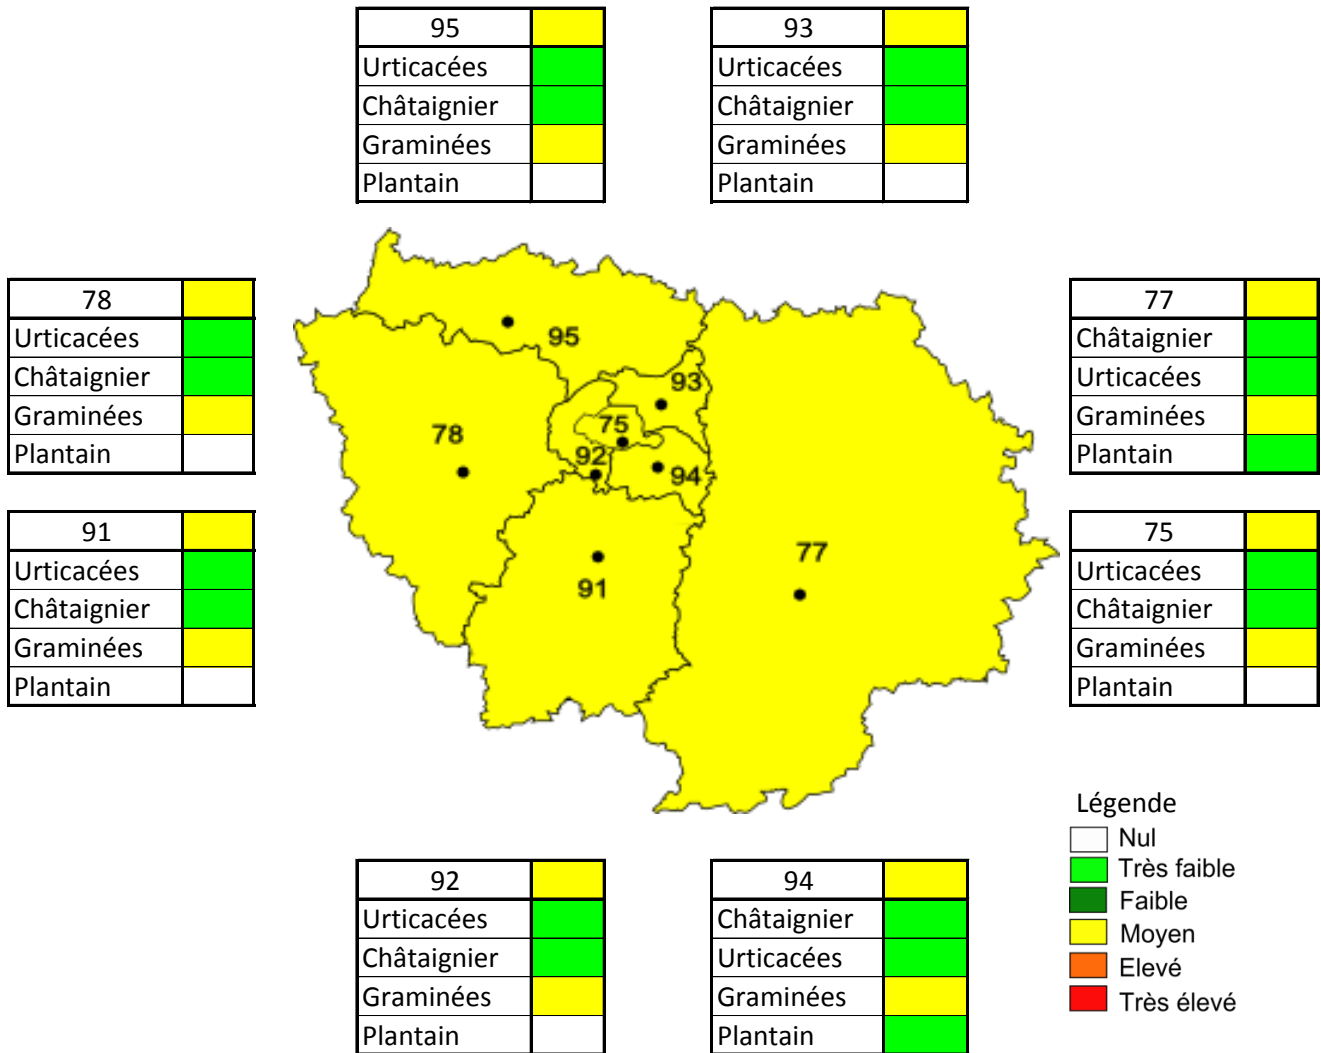 95
Urticacées
Châtaignier
Graminées
Plantain
93
Urticacées
Châtaignier
Graminées
Plantain
78
Urticacées
Châtaignier
Graminées
Plantain
91
Urticacées
Châtaignier
Graminées
Plantain
95
93
75
78
92
94
77
91
77
Châtaignier
Urticacées
Graminées
Plantain
75
Urticacées
Châtaignier
Graminées
Plantain
92
Urticacées
Châtaignier
Graminées
Plantain
94
Châtaignier
Urticacées
Graminées
Plantain
Légende
Nul
Très faible
Faible
Moyen
Elevé
Très élevé